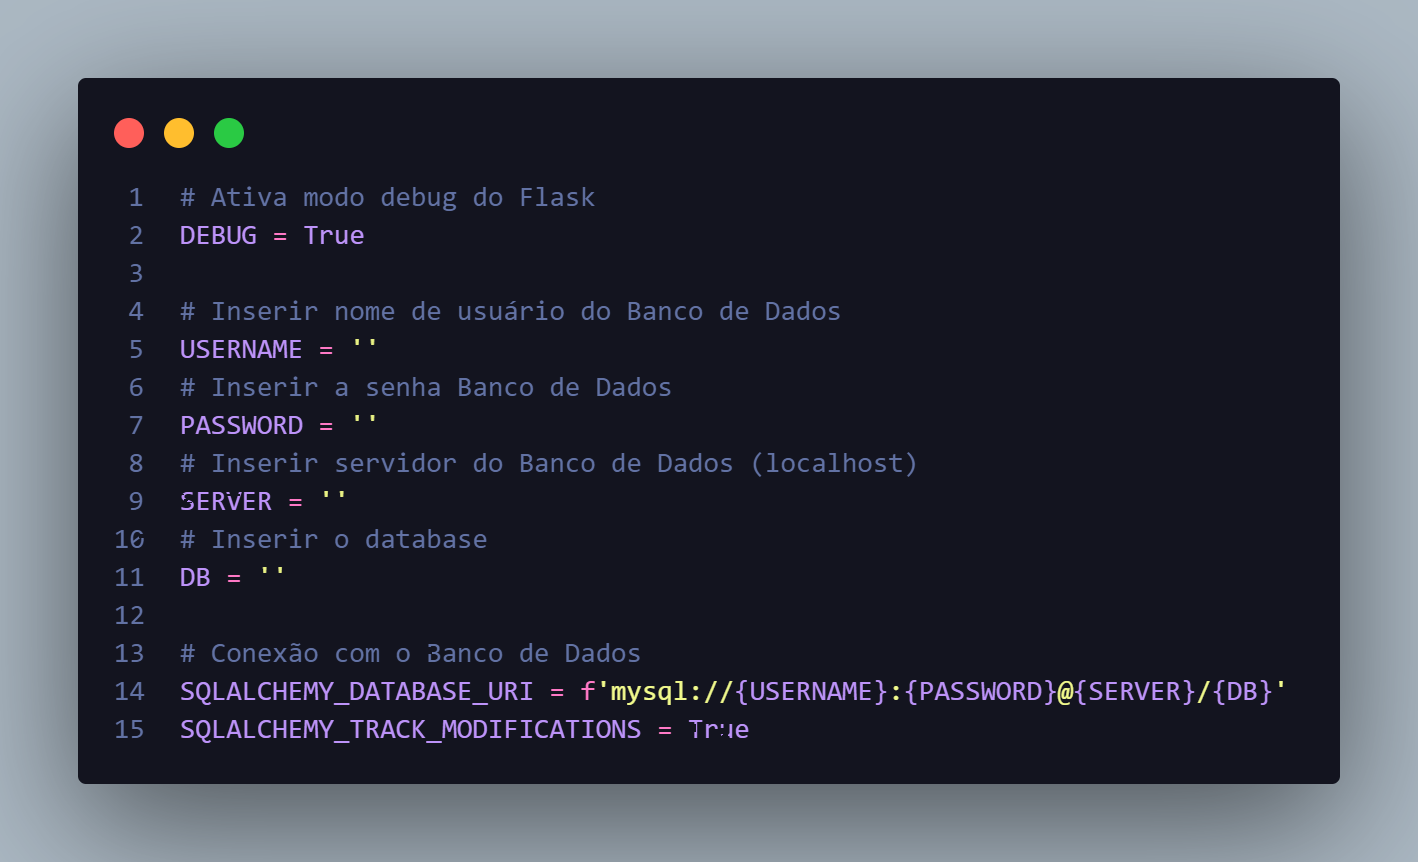 1 # Ativa modo debug do Flask
2 DEBUG = True
3
4 # Inserir nome de usuário do Banco de Dados
5 USERNAME = ''
6 # Inserir a senha Banco de Dados
7 PASSWORD = ''
8 # Inserir servidor do Banco de Dados (localhost)
9 SERVER = ''
10 # Inserir o database
11 DB = ''
12
13 # Conexão com o Banco de Dados
14 SQLALCHEMY_DATABASE_URI = f'mysql://{USERNAME}:{PASSWORD}@{SERVER}/{DB}'
15 SQLALCHEMY_TRACK_MODIFICATIONS = True